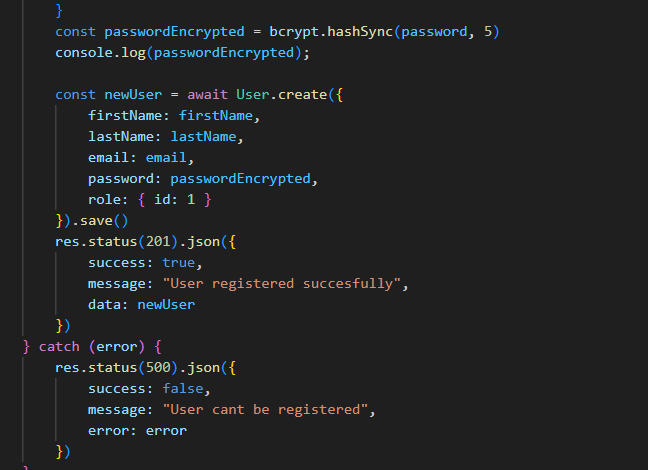 }
const passwordEncrypted = bcrypt.hashSync(password, 5)
console.log(passwordEncrypted);
const newUser = await User.create({
firstName: firstName,
lastName: lastName,
email: email,
password: passwordEncrypted,
role: { id: 1 }
}).save()
res.status(201).json({
success: true,
message: "User registered succesfully",
data: newUser
})
} catch (error) {
res.status(500).json({
success: false,
message: "User cant be registered",
error: error
})
}